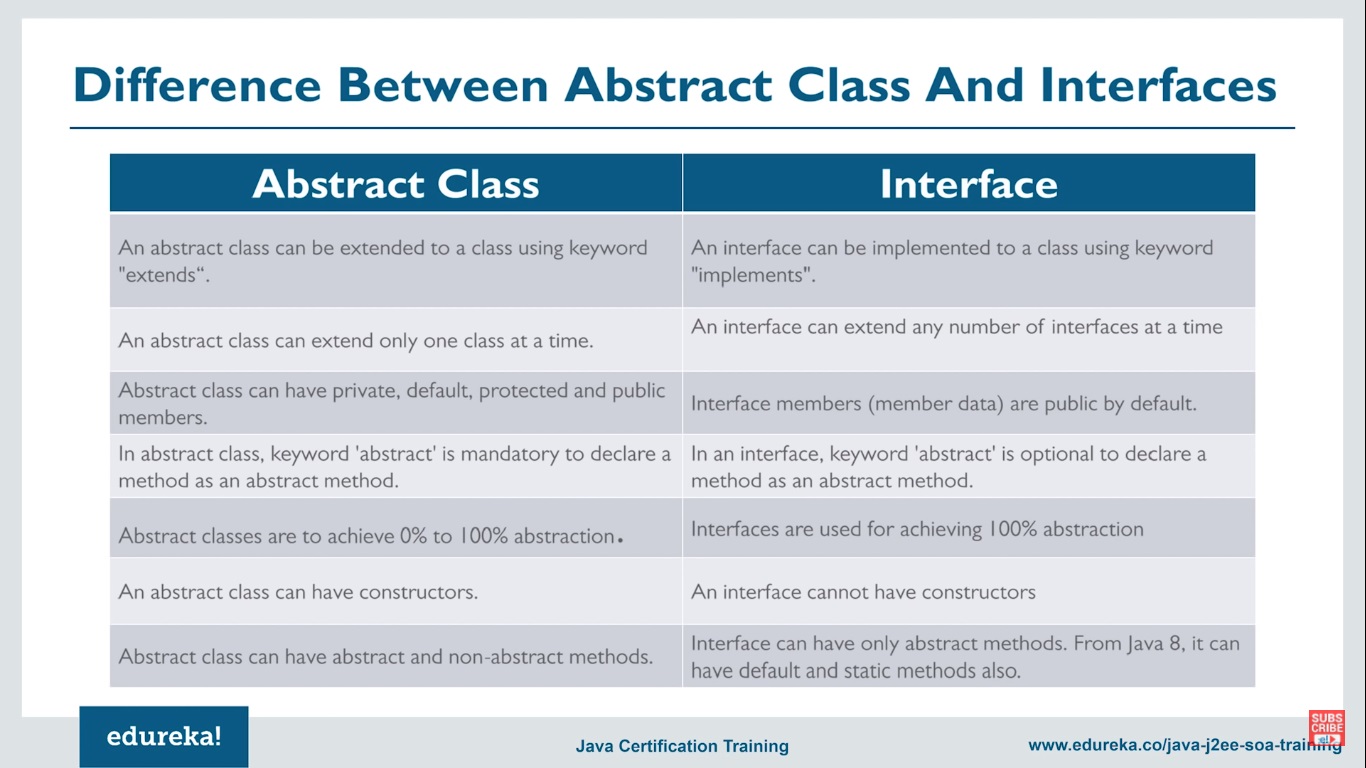 Difference Between Abstract Class And Interfaces
Abstract Class
Interface
An abstract class can be extended to a class using keyword
"extends“.
An interface can be implemented to a class using keyword
"implements".
An abstract class can extend only one class at a time.
An interface can extend any number of interfaces at a time
Abstract class can have private, default, protected and public
members.
Interface members (member data) are public by default.
In abstract class, keyword 'abstract' is mandatory to declare a
method as an abstract method.
In an interface, keyword 'abstract' is optional to declare a
method as an abstract method.
Abstract classes are to achieve 0% to 100% abstraction.
Interfaces are used for achieving 100% abstraction
An abstract class can have constructors.
An interface cannot have constructors
Abstract class can have abstract and non-abstract methods.
Interface can have only abstract methods. From Java 8, it can
have default and static methods also.
edureka!
Java Certification Training
www.edureka.co/java-j2ee-soa-training
SUBS
CRIBE